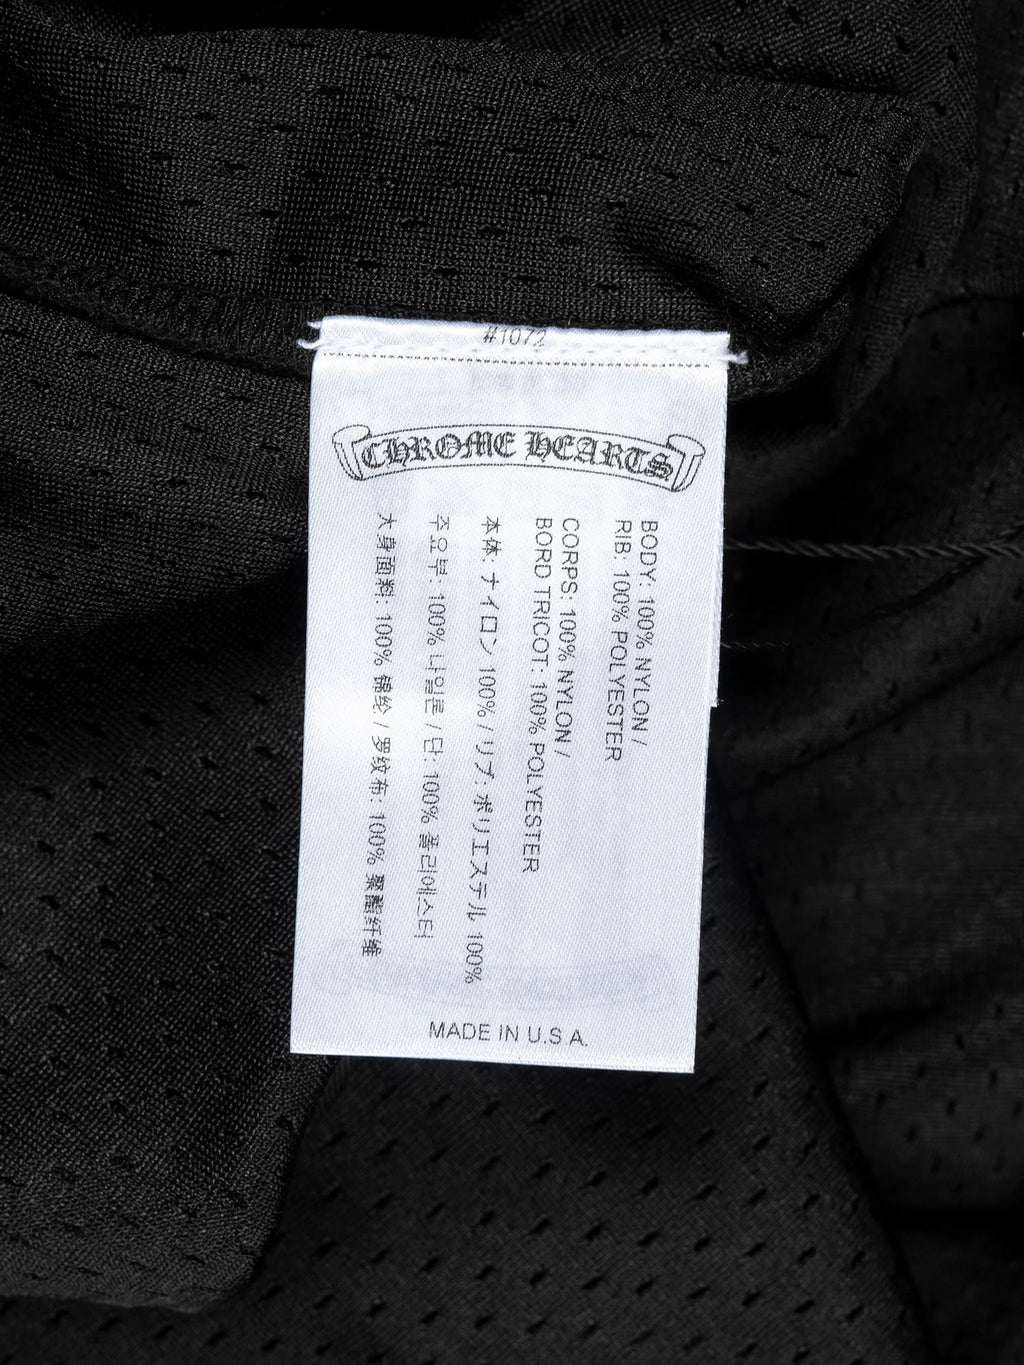 #1072
CHROME HEARTS
BODY: 100% NYLON /
RIB: 100% POLYESTER
CORPS: 100% NYLON /
BORD TRICOT: 100% POLYESTER
本体: ナイロン 100% / リブ: ポリエステル 100%
주요부: 100% 나일론 / 단: 100% 폴리에스터
大身面料: 100% 锦纶 / 罗纹布: 100% 聚酯纤维
MADE IN U.S.A.